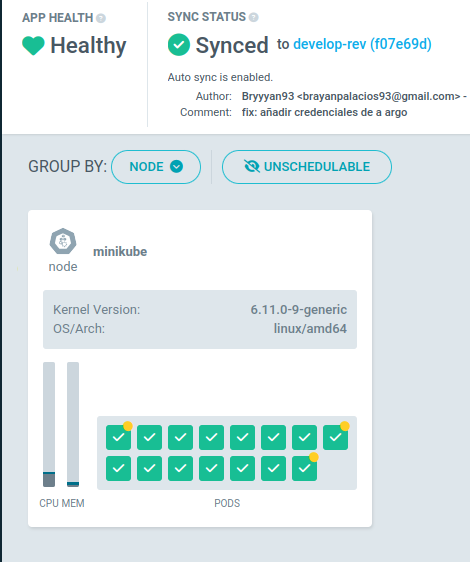 APP HEALTH
Healthy
SYNC STATUS
Synced to develop-rev (f07e69d)
Auto sync is enabled.
Author: Bryyyan93 <brayanpalacios93@gmail.com> -
Comment: fix: añadir credenciales de a argo
GROUP BY: NODE UNSCHEDULABLE
minikube
node
Kernel Version: 6.11.0-9-generic
OS/Arch: linux/amd64
CPU MEM PODS